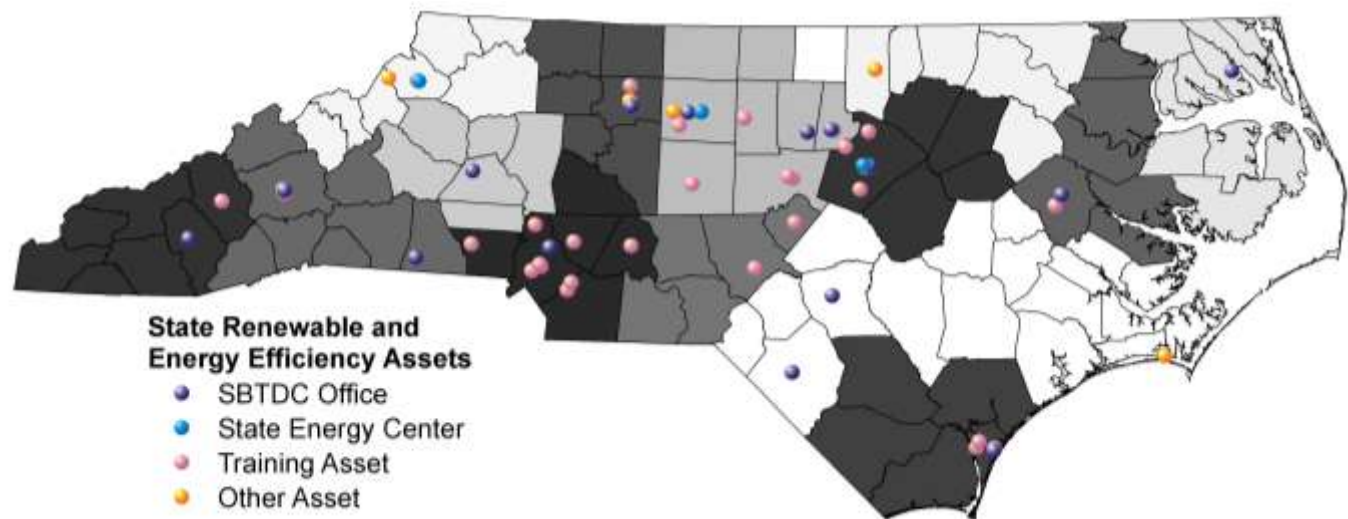 State Renewable and
Energy Efficiency Assets
SBTDC Office
State Energy Center
Training Asset
Other Asset